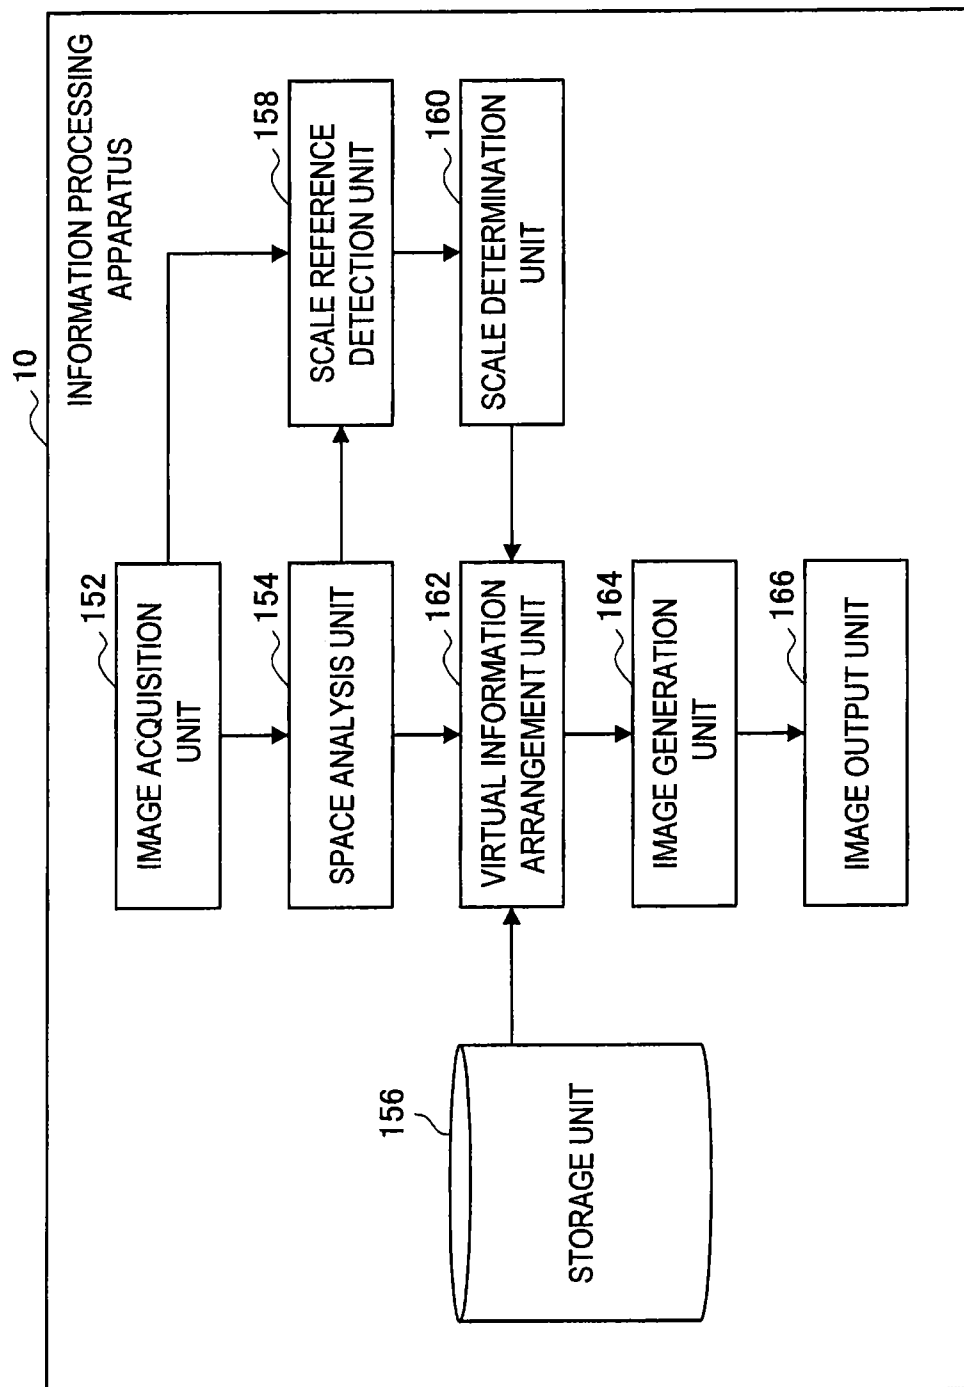 10
INFORMATION PROCESSING
APPARATUS
152
IMAGE ACQUISITION
UNIT
154
SPACE ANALYSIS UNIT
158
SCALE REFERENCE
DETECTION UNIT
156
STORAGE UNIT
162
VIRTUAL INFORMATION
ARRANGEMENT UNIT
160
SCALE DETERMINATION
UNIT
164
IMAGE GENERATION
UNIT
166
IMAGE OUTPUT UNIT